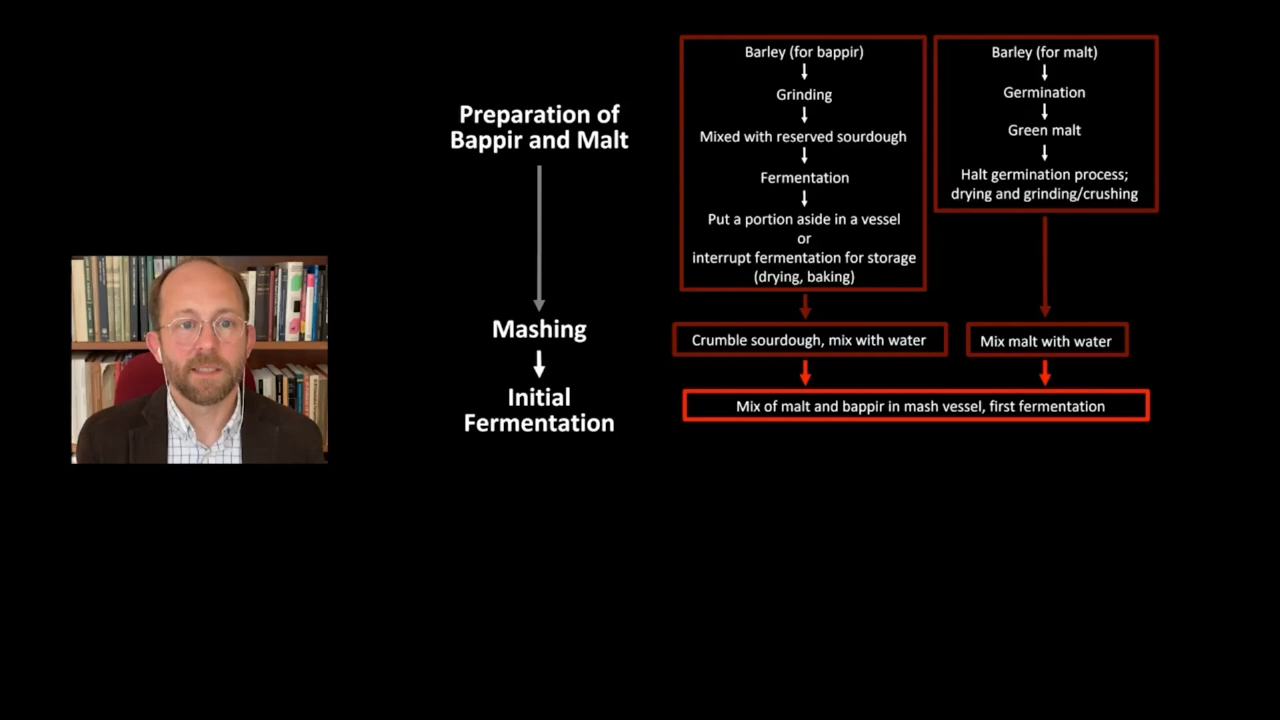 Preparation of
Bappir and Malt
Mashing
Initial
Fermentation
Barley (for bappir)
Grinding
Mixed with reserved sourdough
Fermentation
Put a portion aside in a vessel
or
interrupt fermentation for storage
(drying, baking)
Barley (for malt)
Germination
Green malt
Halt germination process;
drying and grinding/crushing
Crumble sourdough, mix with water
Mix malt with water
Mix of malt and bappir in mash vessel, first fermentation